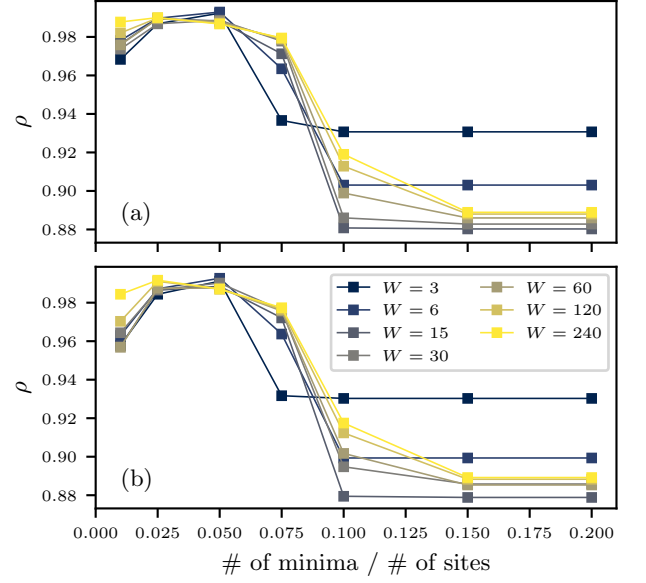 0.98
0.96
0.94
0.92
0.90
0.88
ρ
(a)
0.98
0.96
0.94
0.92
0.90
0.88
ρ
(b)
W = 3
W = 6
W = 15
W = 30
W = 60
W = 120
W = 240
0.000 0.025 0.050 0.075 0.100 0.125 0.150 0.175 0.200
# of minima / # of sites